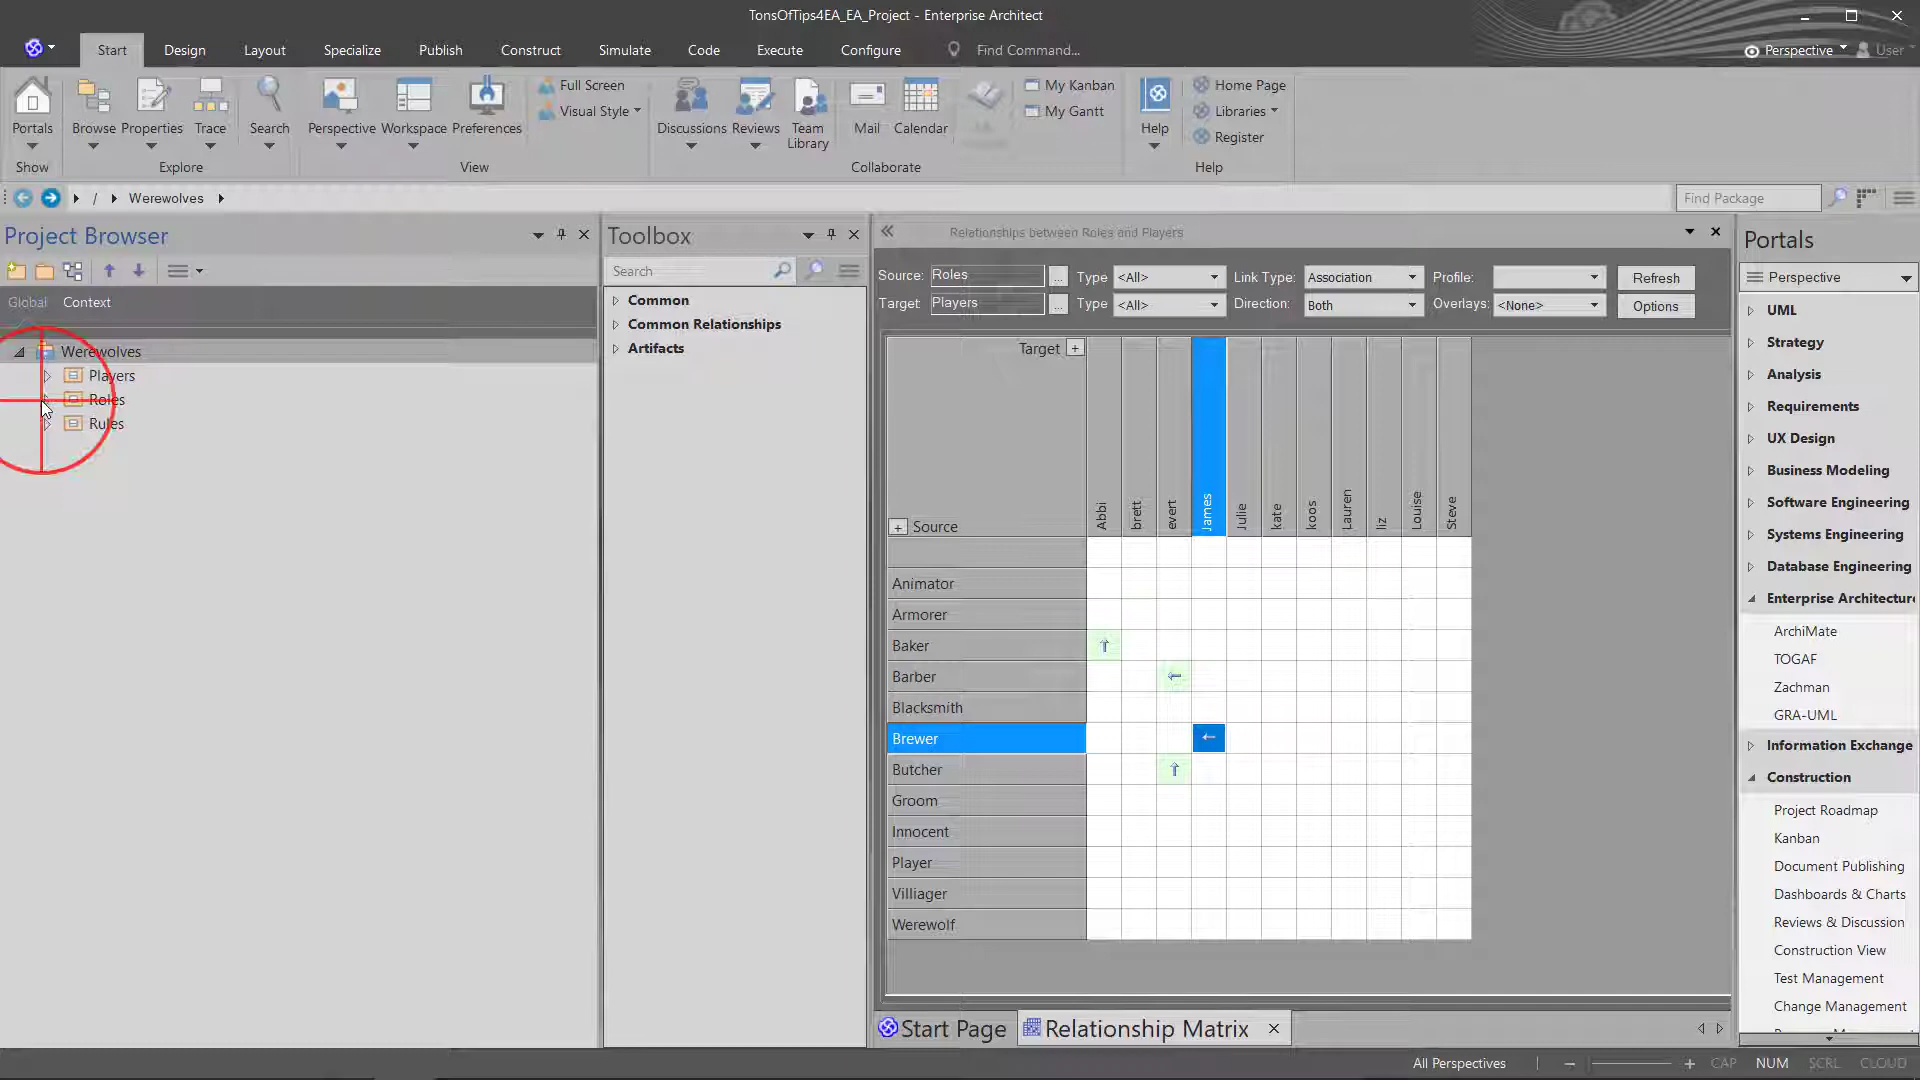 TonsOfTips4EA_EA_Project - Enterprise Architect
Start Design Layout Specialize Publish Construct Simulate Code Execute Configure Find Command... Perspective User
Portals Browse Properties Trace Search Perspective Workspace Preferences Full Screen Visual Style Discussions Reviews Team Library Mail Calendar My Kanban My Gantt Help Home Page Libraries Register
Show Explore View Collaborate Help
/ Werewolves Find Package
Project Browser
Global Context
Werewolves
Players
Roles
Rules
Toolbox
Search
Common
Common Relationships
Artifacts
Relationships between Roles and Players
Source: Roles ... Type <All> Link Type: Association Profile: Refresh
Target: Players ... Type <All> Direction: Both Overlays: <None> Options
Target +
Abbi brett evert James Julie kate koos Lauren liz Louise Steve
+ Source
Animator
Armorer
Baker
Barber
Blacksmith
Brewer
Butcher
Groom
Innocent
Player
Villiager
Werewolf
Start Page Relationship Matrix
Portals
Perspective
UML
Strategy
Analysis
Requirements
UX Design
Business Modeling
Software Engineering
Systems Engineering
Database Engineering
Enterprise Architecture
ArchiMate
TOGAF
Zachman
GRA-UML
Information Exchange
Construction
Project Roadmap
Kanban
Document Publishing
Dashboards & Charts
Reviews & Discussion
Construction View
Test Management
Change Management
All Perspectives CAP NUM SCRL CLOUD